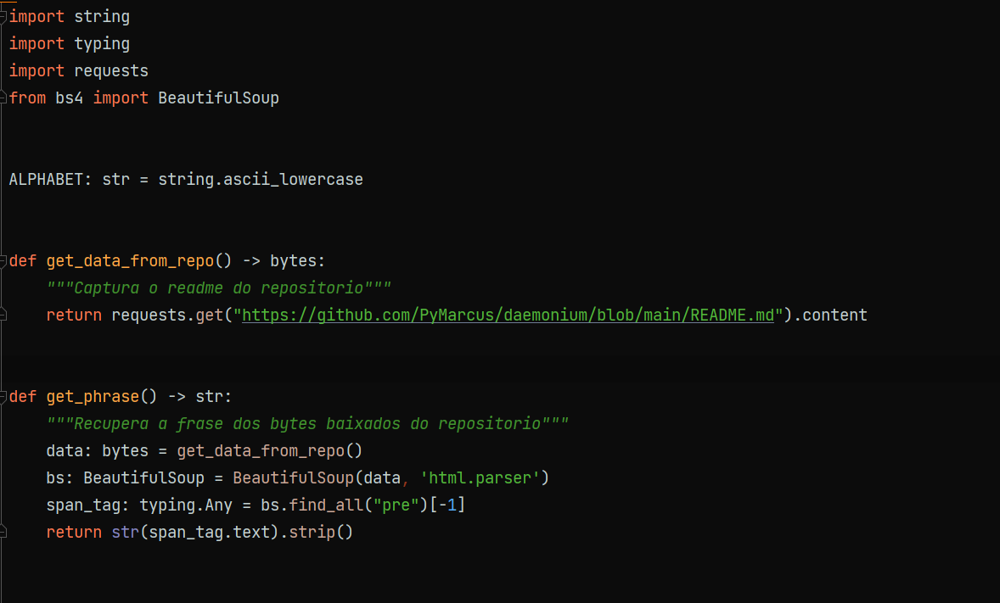 import string
import typing
import requests
from bs4 import BeautifulSoup
ALPHABET: str = string.ascii_lowercase
def get_data_from_repo() -> bytes:
    """Captura o readme do repositorio"""
    return requests.get("https://github.com/PyMarcus/daemonium/blob/main/README.md").content
def get_phrase() -> str:
    """Recupera a frase dos bytes baixados do repositorio"""
    data: bytes = get_data_from_repo()
    bs: BeautifulSoup = BeautifulSoup(data, 'html.parser')
    span_tag: typing.Any = bs.find_all("pre")[-1]
    return str(span_tag.text).strip()